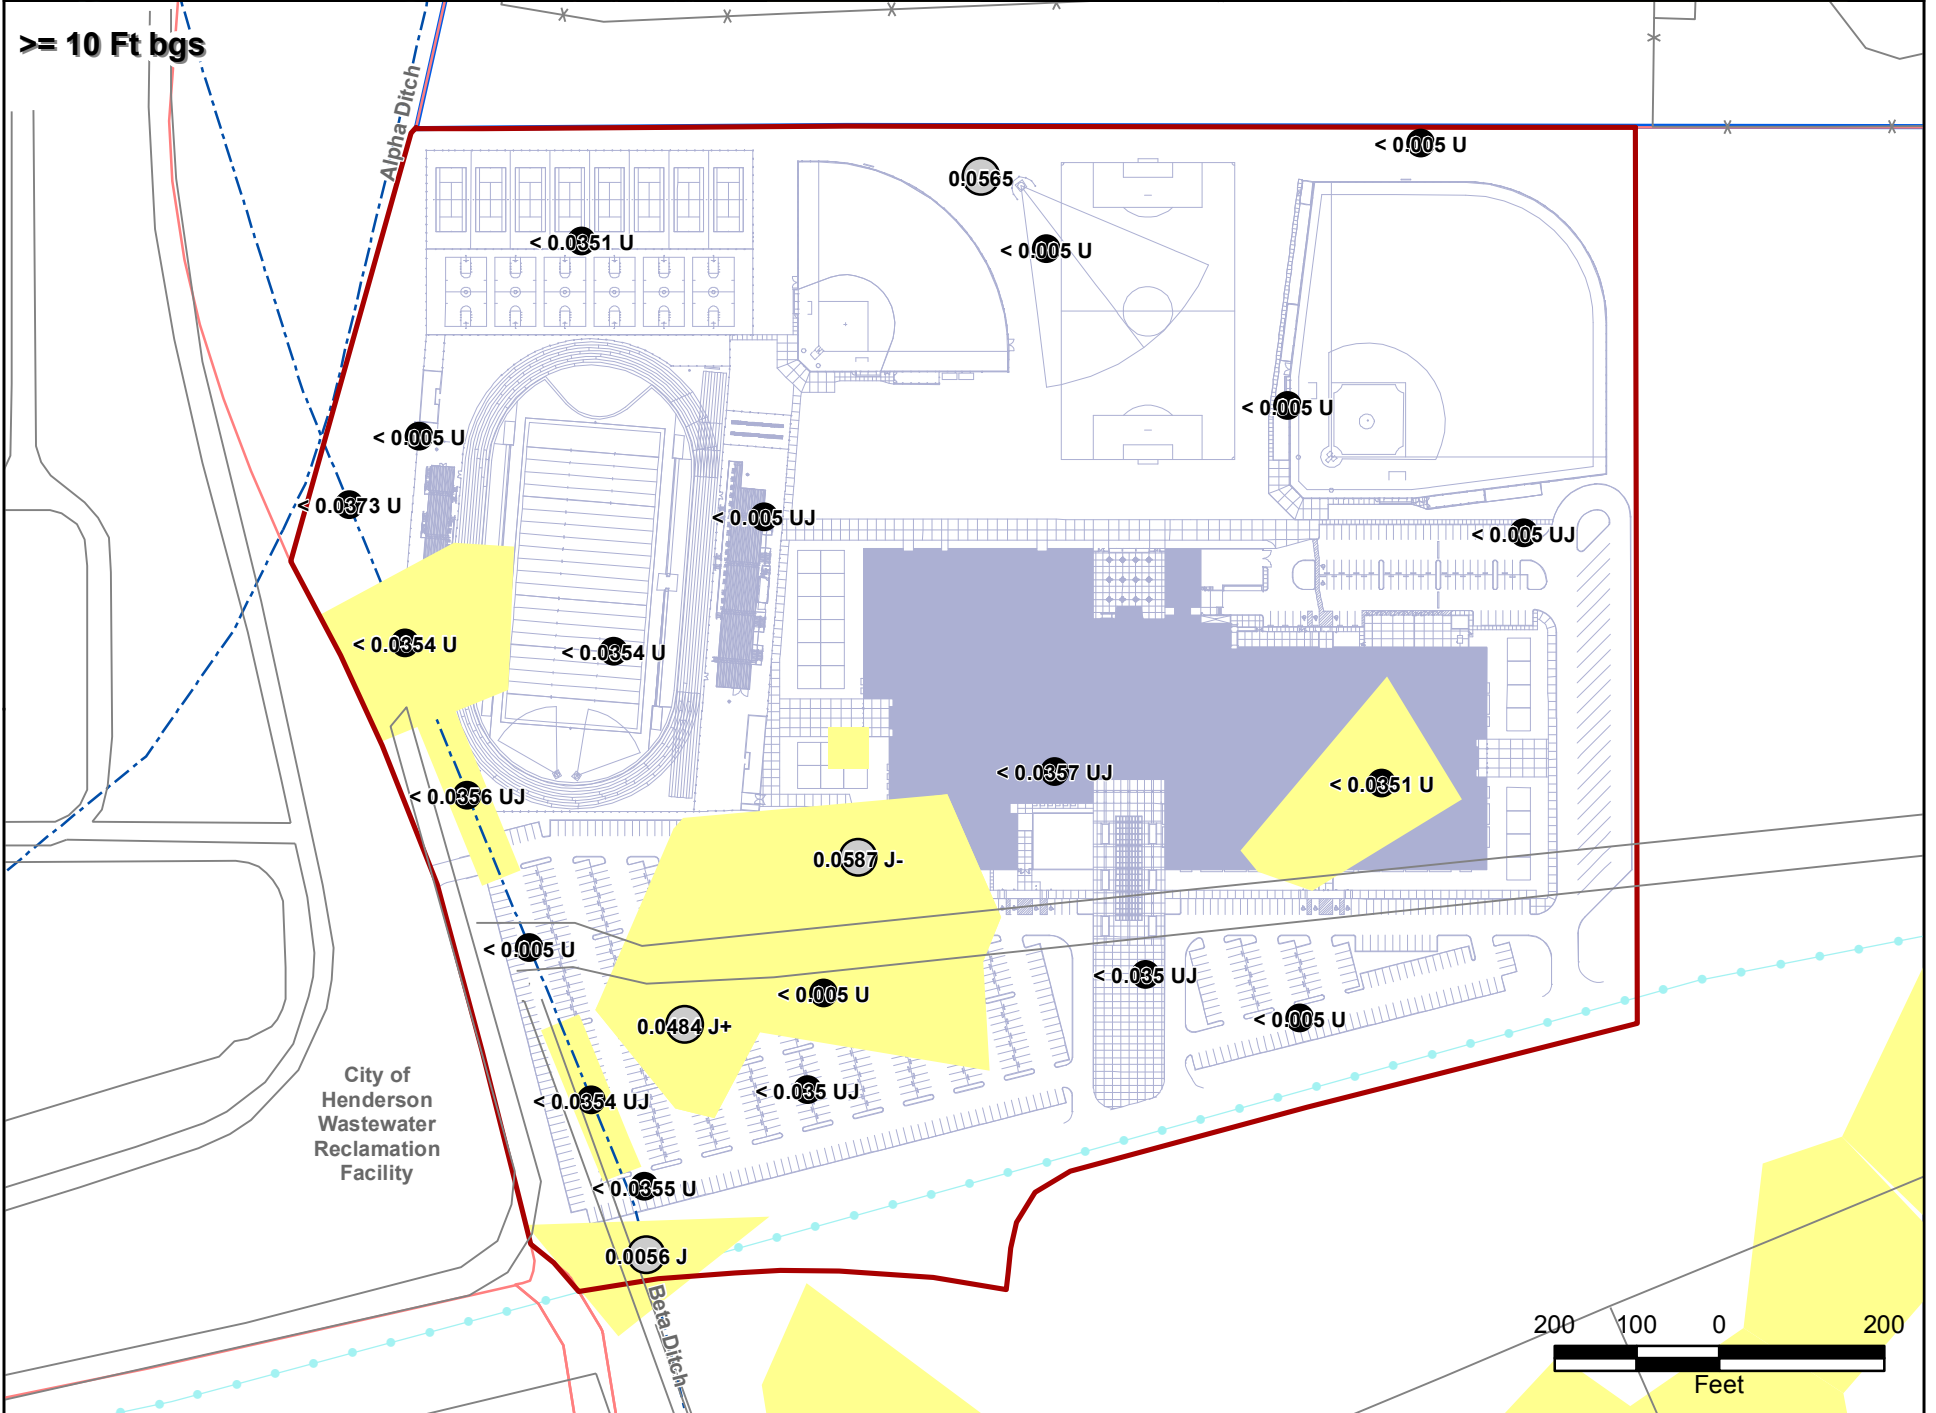 >= 10 Ft bgs
Alpha Ditch
< 0.005 U
0.0565
< 0.0351 U
< 0.005 U
< 0.005 U
< 0.005 U
< 0.0373 U
< 0.005 UJ
< 0.005 UJ
< 0.0354 U
< 0.0354 U
< 0.0357 UJ
< 0.0351 U
< 0.0356 UJ
0.0587 J-
< 0.005 U
< 0.035 UJ
< 0.005 U
0.0484 J+
< 0.005 U
City of
Henderson
Wastewater
Reclamation
Facility
< 0.0354 UJ
< 0.035 UJ
< 0.0355 U
0.0056 J
Beta Ditch
200 100 0 200
Feet